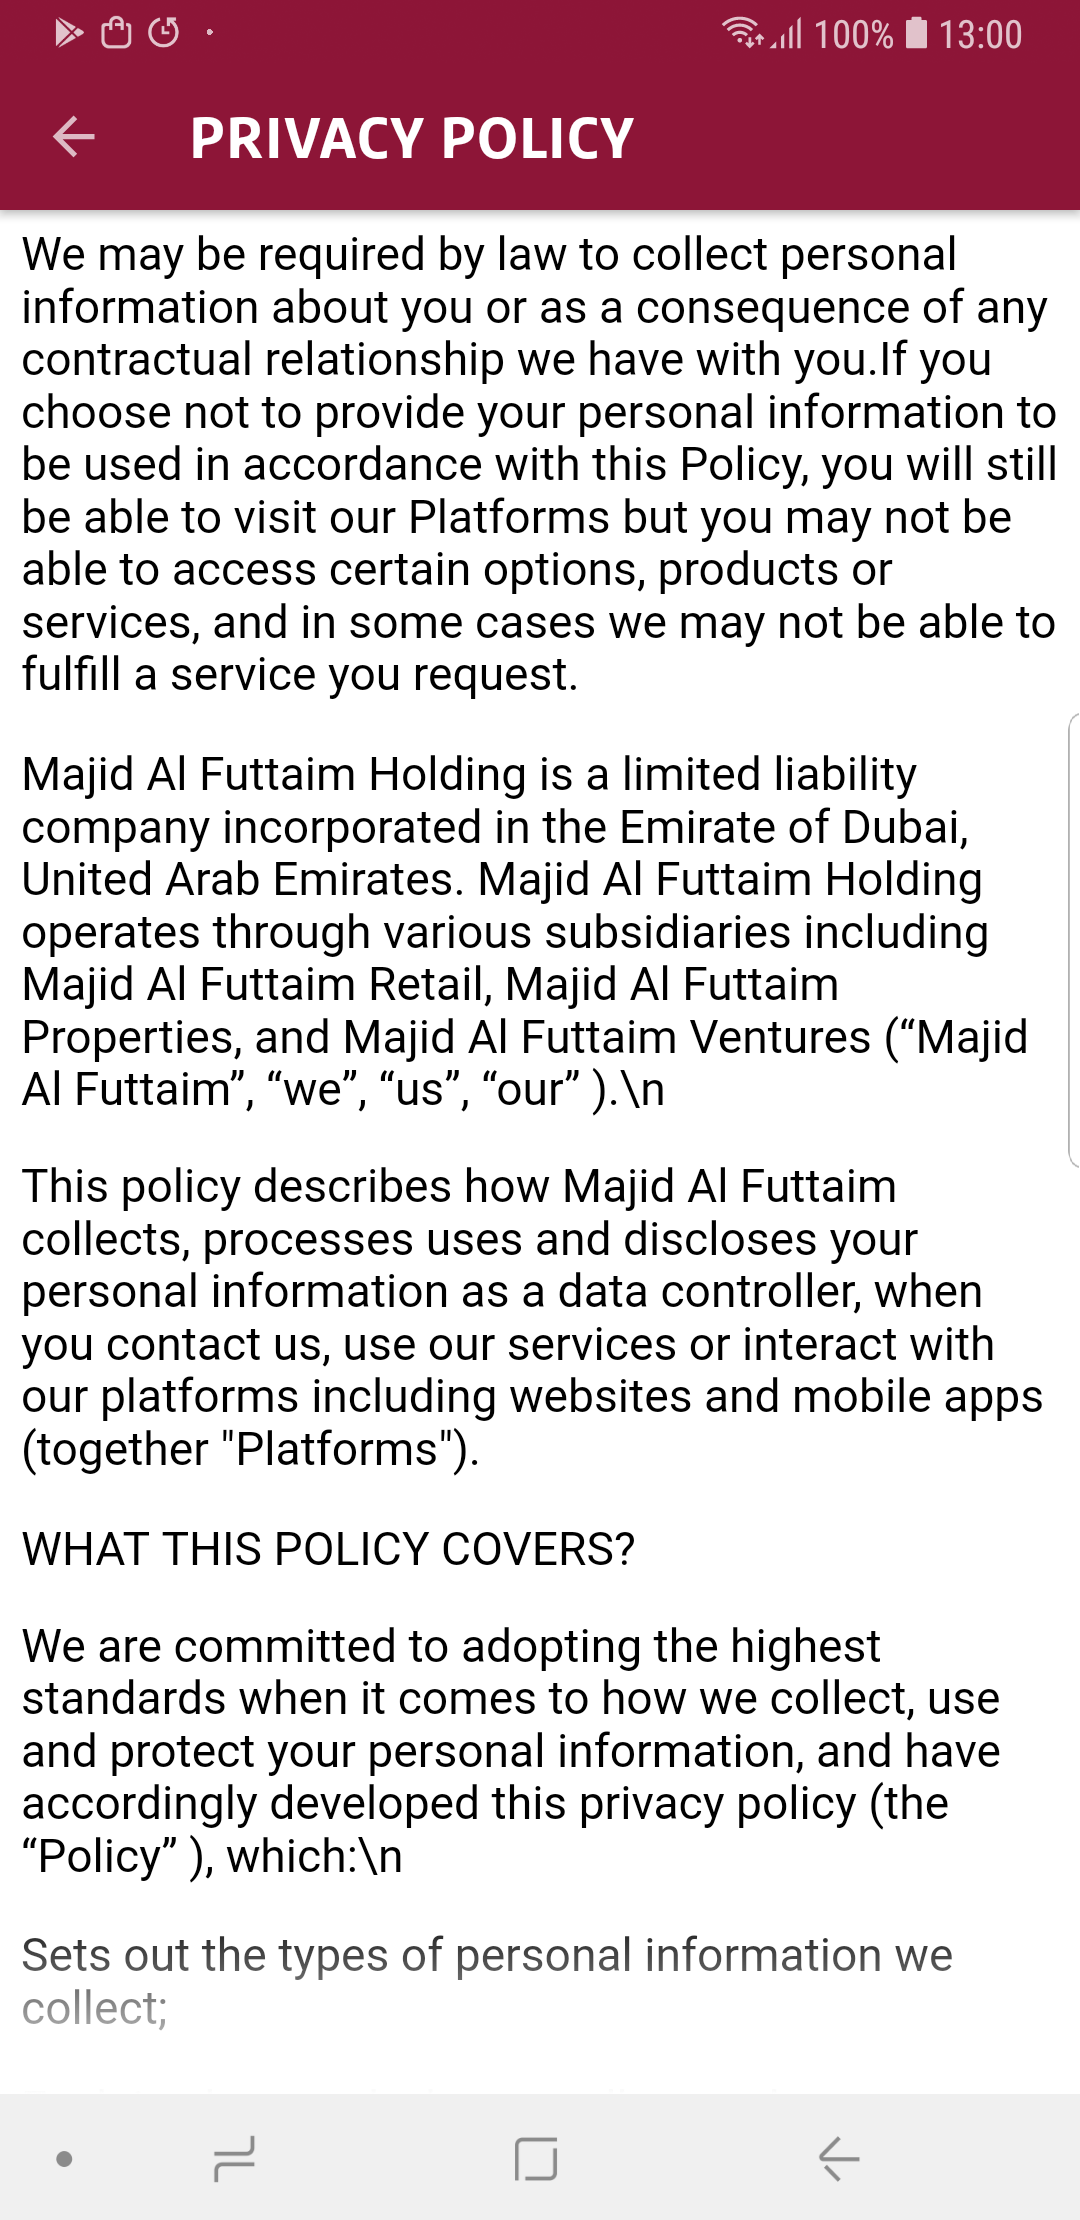 100% 13:00
PRIVACY POLICY
We may be required by law to collect personal
information about you or as a consequence of any
contractual relationship we have with you.If you
choose not to provide your personal information to
be used in accordance with this Policy, you will still
be able to visit our Platforms but you may not be
able to access certain options, products or
services, and in some cases we may not be able to
fulfill a service you request.
Majid Al Futtaim Holding is a limited liability
company incorporated in the Emirate of Dubai,
United Arab Emirates. Majid Al Futtaim Holding
operates through various subsidiaries including
Majid Al Futtaim Retail, Majid Al Futtaim
Properties, and Majid Al Futtaim Ventures (“Majid
Al Futtaim”, “we”, “us”, “our” ).\n
This policy describes how Majid Al Futtaim
collects, processes uses and discloses your
personal information as a data controller, when
you contact us, use our services or interact with
our platforms including websites and mobile apps
(together "Platforms").
WHAT THIS POLICY COVERS?
We are committed to adopting the highest
standards when it comes to how we collect, use
and protect your personal information, and have
accordingly developed this privacy policy (the
“Policy” ), which:\n
Sets out the types of personal information we
collect;